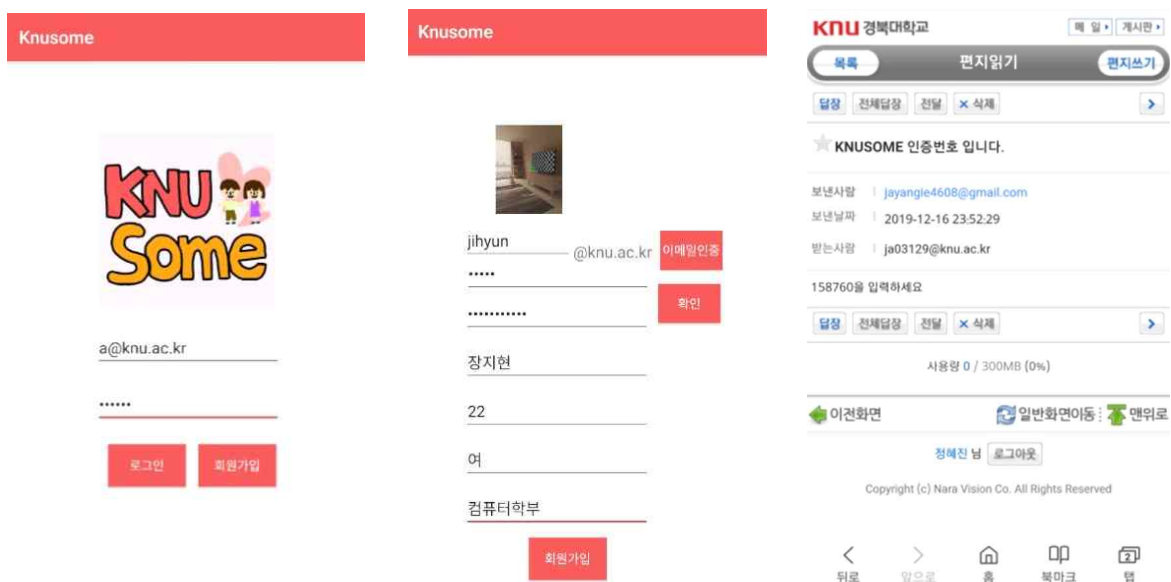 Knusome
KNU
Some
a@knu.ac.kr
••••••
로그인 회원가입
Knusome
jihyun @knu.ac.kr 이메일인증
•••••
••••••••••• 확인
장지현
22
여
컴퓨터학부
회원가입
KNU 경북대학교 메 일 게시판
목록 편지읽기 편지쓰기
답장 전체답장 전달 × 삭제
KNUSOME 인증번호 입니다.
보낸사람 jayangie4608@gmail.com
보낸날짜 2019-12-16 23:52:29
받는사람 ja03129@knu.ac.kr
158760을 입력하세요
답장 전체답장 전달 × 삭제
사용량 0 / 300MB (0%)
이전화면 일반화면이동 맨위로
정혜진 님 로그아웃
Copyright (c) Nara Vision Co. All Rights Reserved
뒤로 앞으로 홈 북마크 2 탭